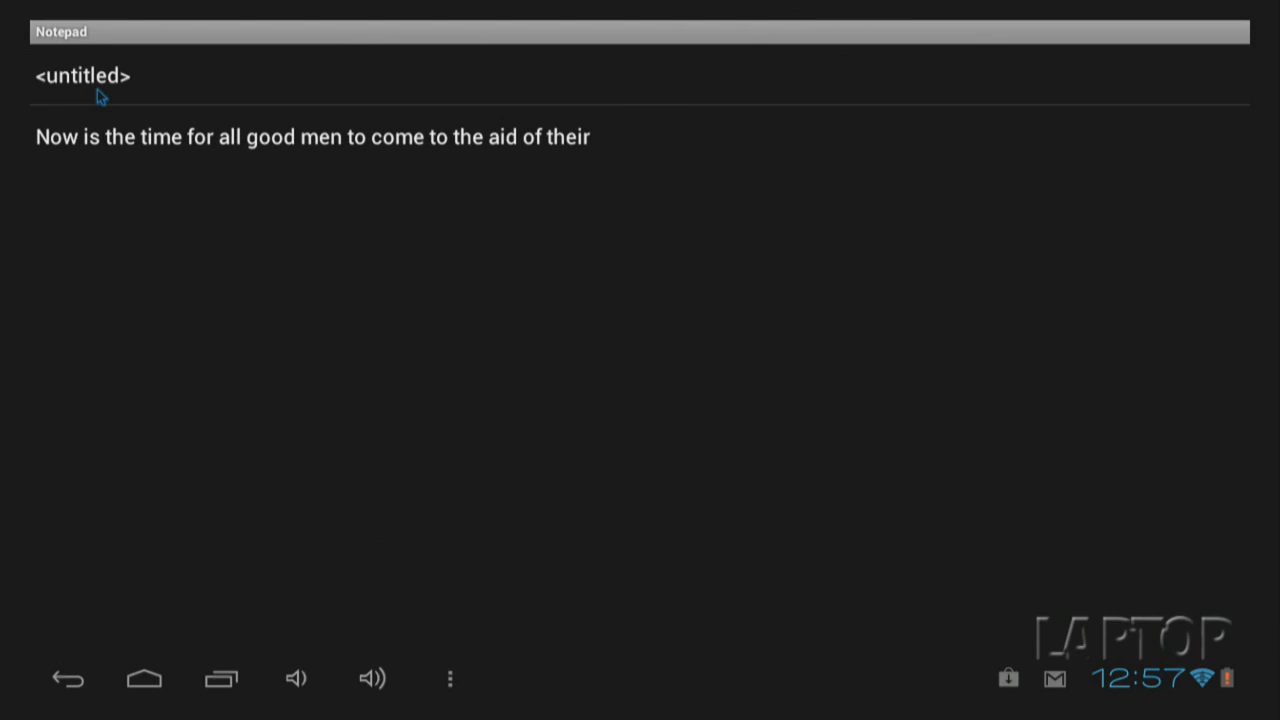 Notepad
<untitled>
Now is the time for all good men to come to the aid of their
LAPTOP
12:57